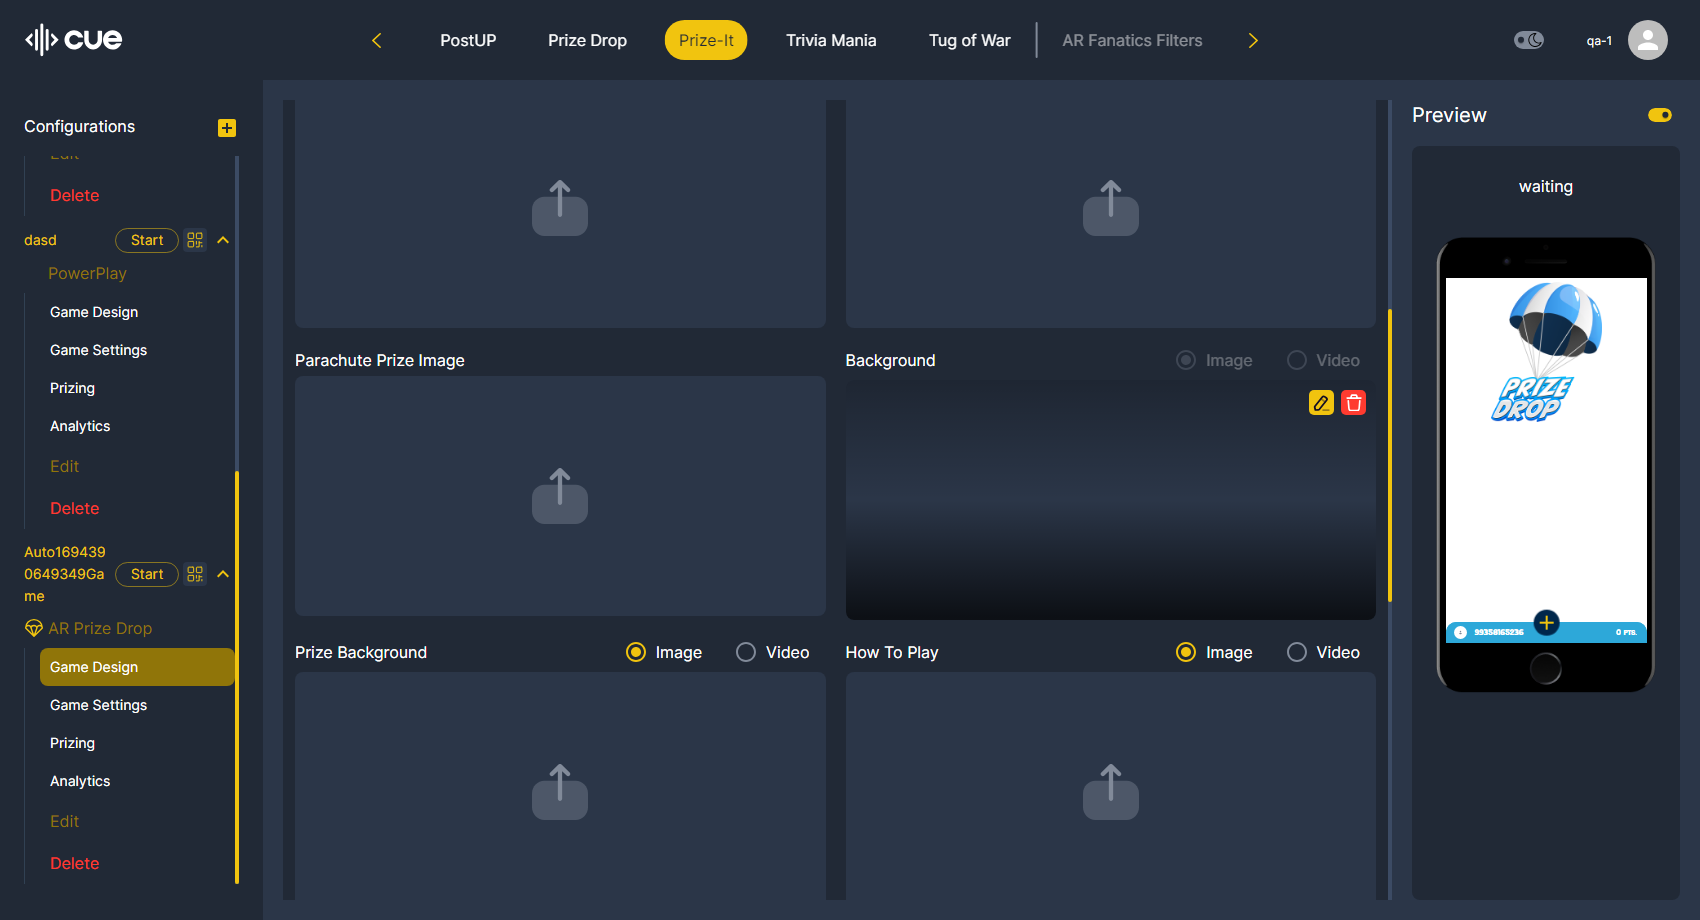 cue
PostUP
Prize Drop
Prize-It
Trivia Mania
Tug of War
AR Fanatics Filters
qa-1
Configurations
Edit
Delete
dasd
Start
PowerPlay
Game Design
Game Settings
Prizing
Analytics
Edit
Delete
Auto169439
0649349Ga
me
Start
AR Prize Drop
Game Design
Game Settings
Prizing
Analytics
Edit
Delete
Parachute Prize Image
Background
Image
Video
Prize Background
Image
Video
How To Play
Image
Video
Preview
waiting
PRIZE
DROP
99358165236
0 PTS.